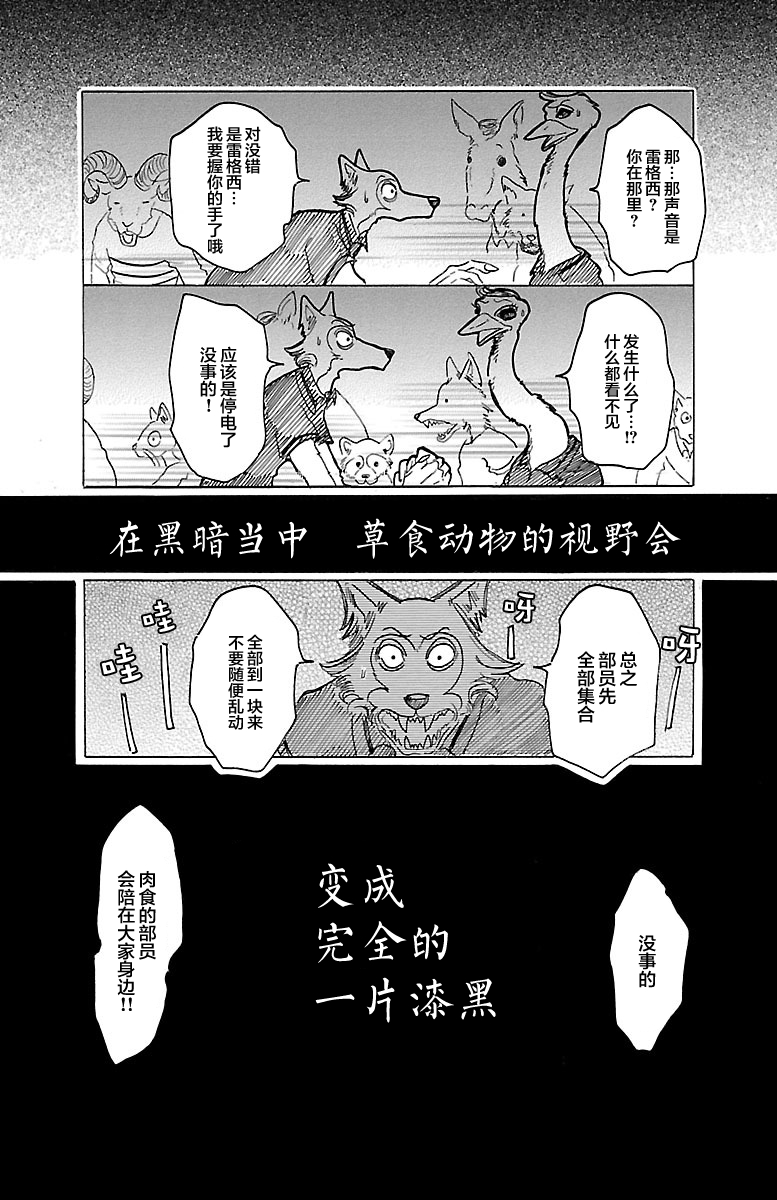 那…那声音是
雷格西？
你在那里？
对没错
是雷格西…
我要握你的手了哦
发生什么了…!?
什么都看不见
应该是停电了
没事的！
在黑暗当中　草食动物的视野会
呀
总之
部员先
全部集合
呀
全部到一块来
不要随便乱动
哇
哇
没事的
变成
完全的
一片漆黑
肉食的部员
会陪在大家身边!!